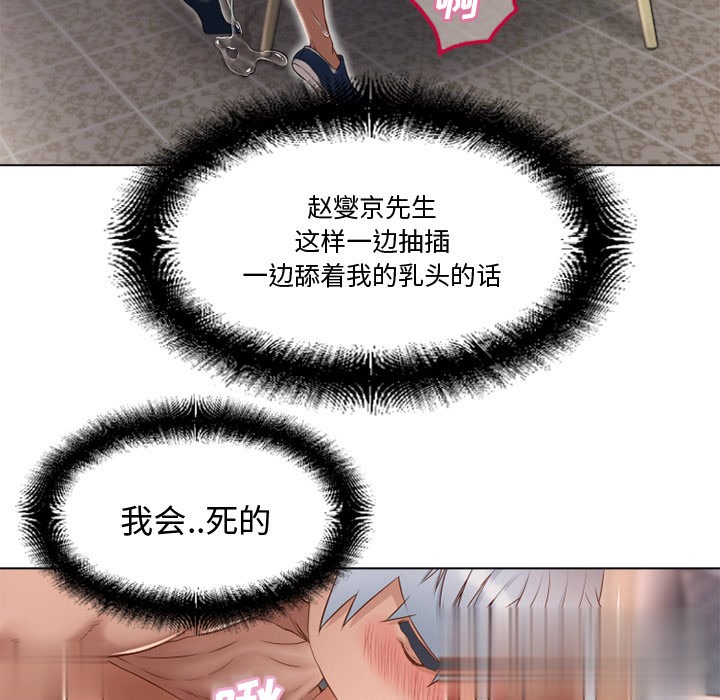 啊
赵燮京先生
这样一边抽插
一边舔着我的乳头的话
我会..死的